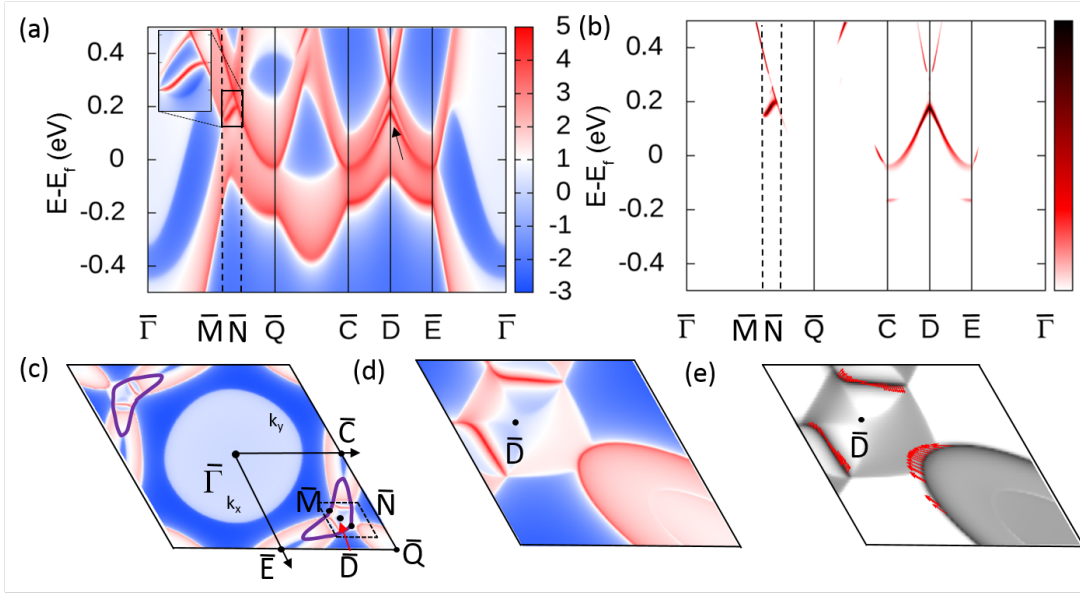 (a)
E-E_f (eV)
0.4
0.2
0
-0.2
-0.4
Γ̅ M̅ N̅ Q̅ C̅ D̅ E̅ Γ̅
5
4
3
2
1
0
-1
-2
-3
(b)
E-E_f (eV)
0.4
0.2
0
-0.2
-0.4
Γ̅ M̅ N̅ Q̅ C̅ D̅ E̅ Γ̅
(c)
k_y
C̅
Γ̅
k_x
M̅ N̅
E̅ D̅ Q̅
(d)
D̅
(e)
D̅